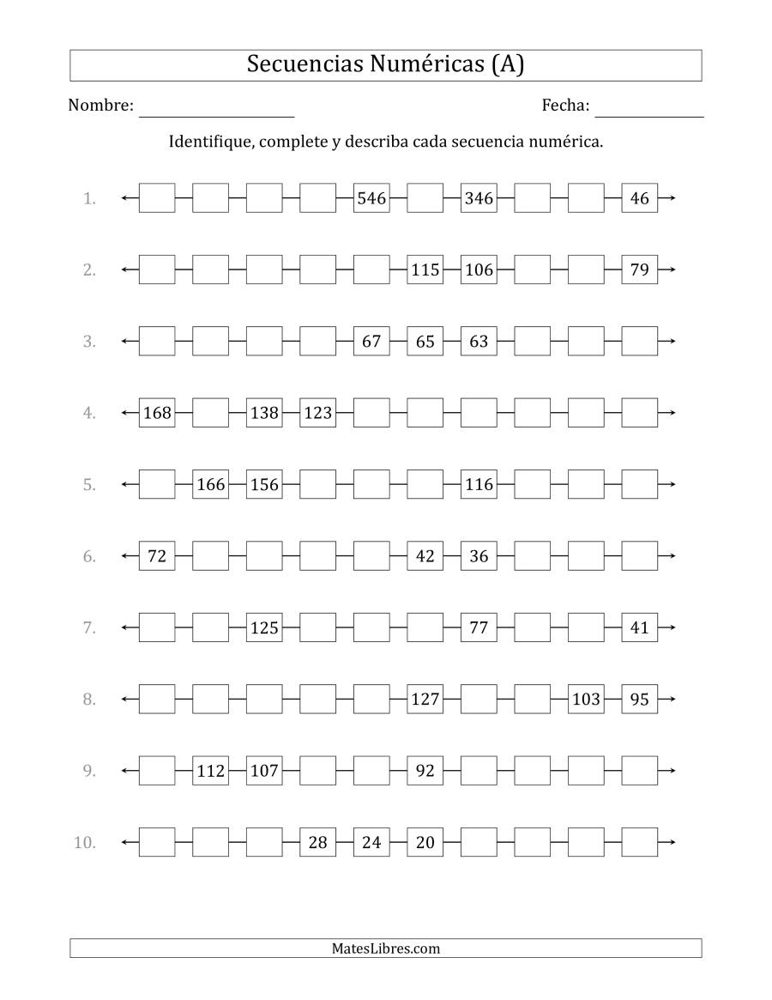 Secuencias Numéricas (A)
Nombre: Fecha:
Identifique, complete y describa cada secuencia numérica.
1. 546 346 46
2. 115 106 79
3. 67 65 63
4. 168 138 123
5. 166 156 116
6. 72 42 36
7. 125 77 41
8. 127 103 95
9. 112 107 92
10. 28 24 20
MatesLibres.com